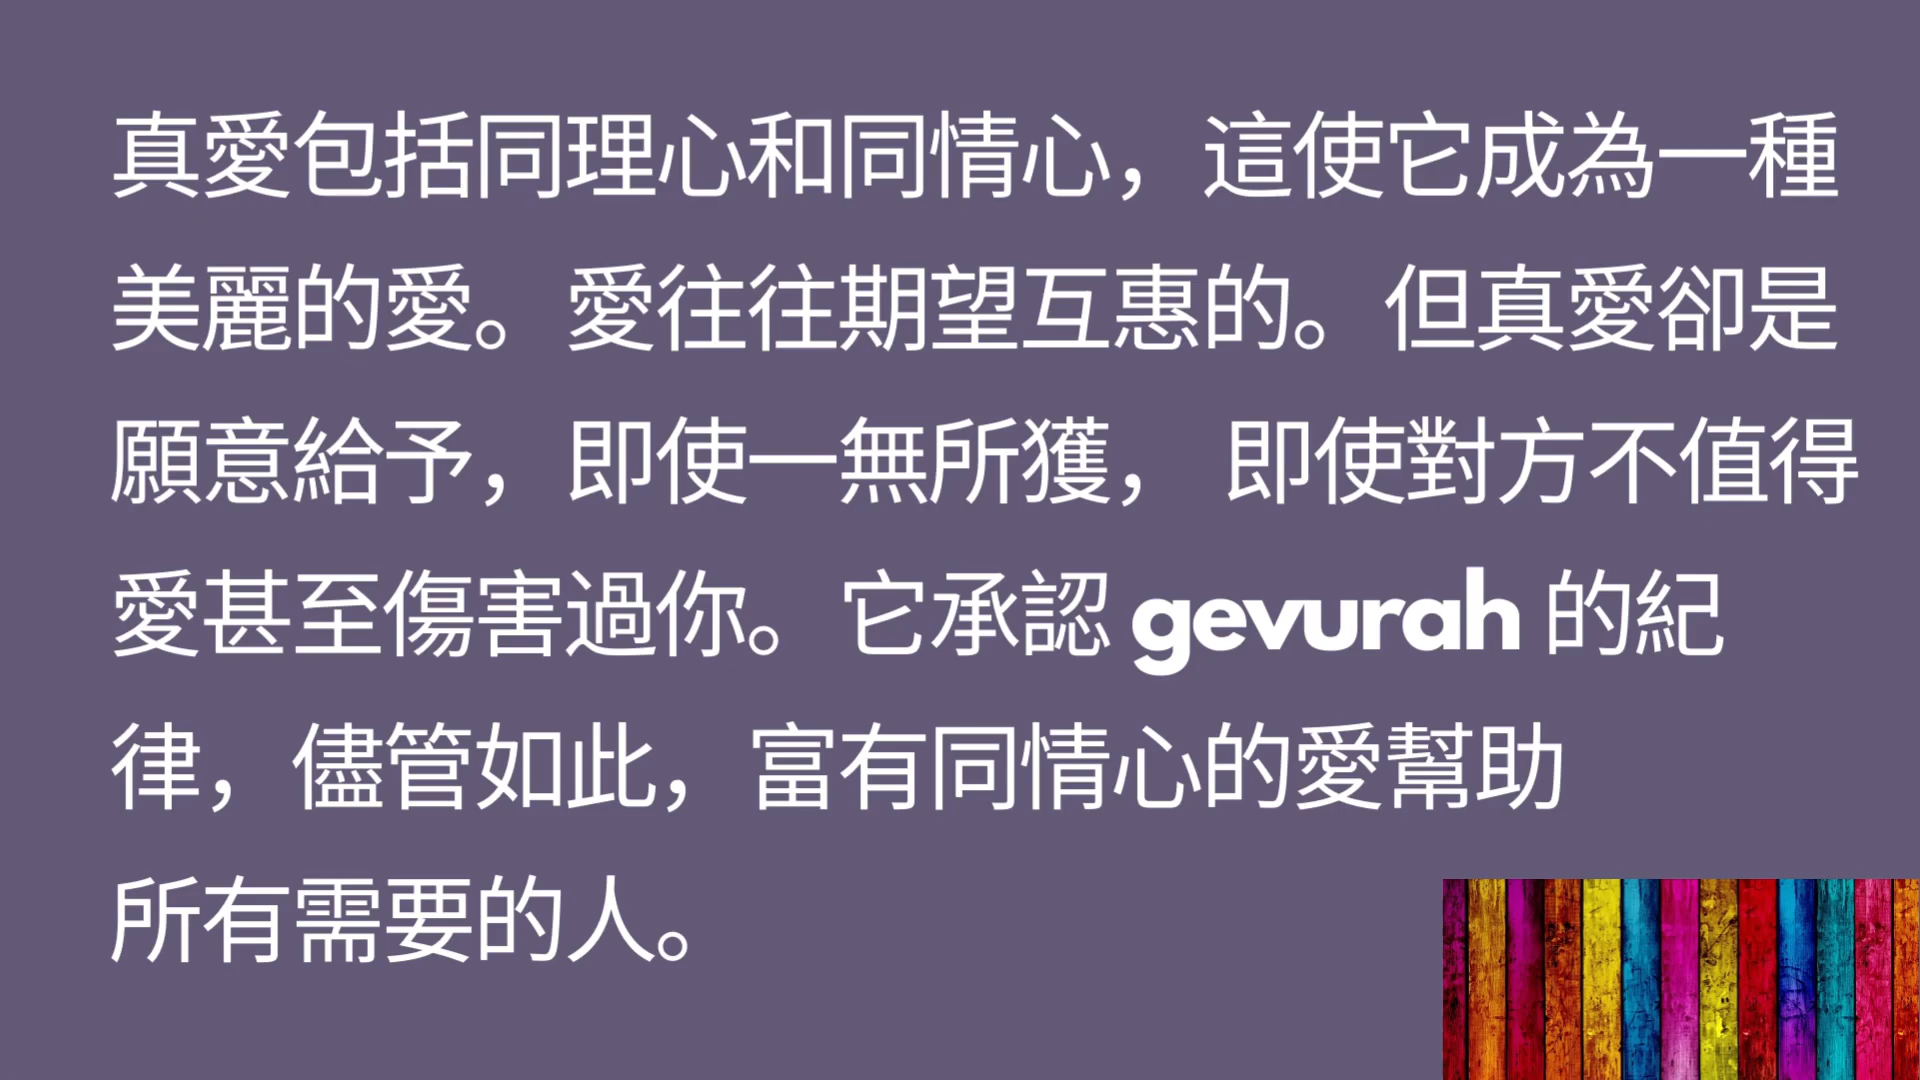 真愛包括同理心和同情心，這使它成為一種
美麗的愛。愛往往期望互惠的。但真愛卻是
願意給予，即使一無所獲， 即使對方不值得
愛甚至傷害過你。它承認 gevurah 的紀
律，儘管如此，富有同情心的愛幫助
所有需要的人。